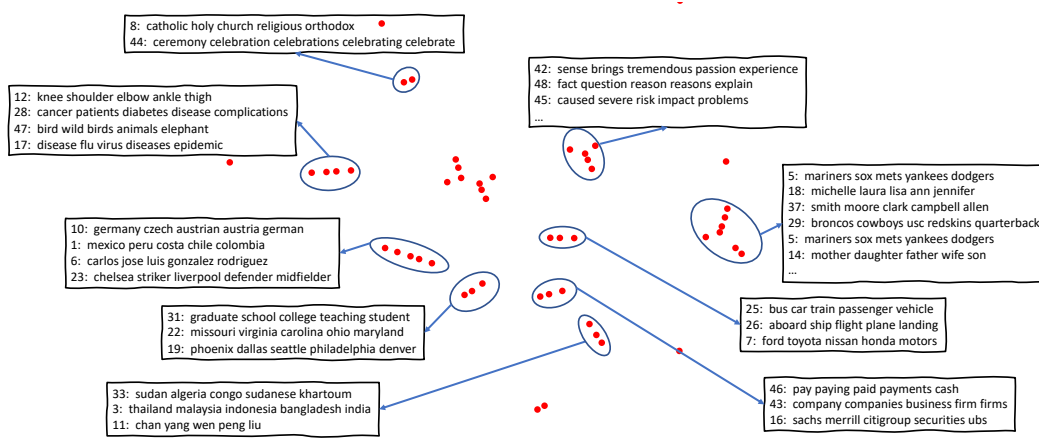 8: catholic holy church religious orthodox
44: ceremony celebration celebrations celebrating celebrate
12: knee shoulder elbow ankle thigh
28: cancer patients diabetes disease complications
47: bird wild birds animals elephant
17: disease flu virus diseases epidemic
42: sense brings tremendous passion experience
48: fact question reason reasons explain
45: caused severe risk impact problems
...
5: mariners sox mets yankees dodgers
18: michelle laura lisa ann jennifer
37: smith moore clark campbell allen
29: broncos cowboys usc redskins quarterback
5: mariners sox mets yankees dodgers
14: mother daughter father wife son
...
10: germany czech austrian austria german
1: mexico peru costa chile colombia
6: carlos jose luis gonzalez rodriguez
23: chelsea striker liverpool defender midfielder
31: graduate school college teaching student
22: missouri virginia carolina ohio maryland
19: phoenix dallas seattle philadelphia denver
25: bus car train passenger vehicle
26: aboard ship flight plane landing
7: ford toyota nissan honda motors
33: sudan algeria congo sudanese khartoum
3: thailand malaysia indonesia bangladesh india
11: chan yang wen peng liu
46: pay paying paid payments cash
43: company companies business firm firms
16: sachs merrill citigroup securities ubs